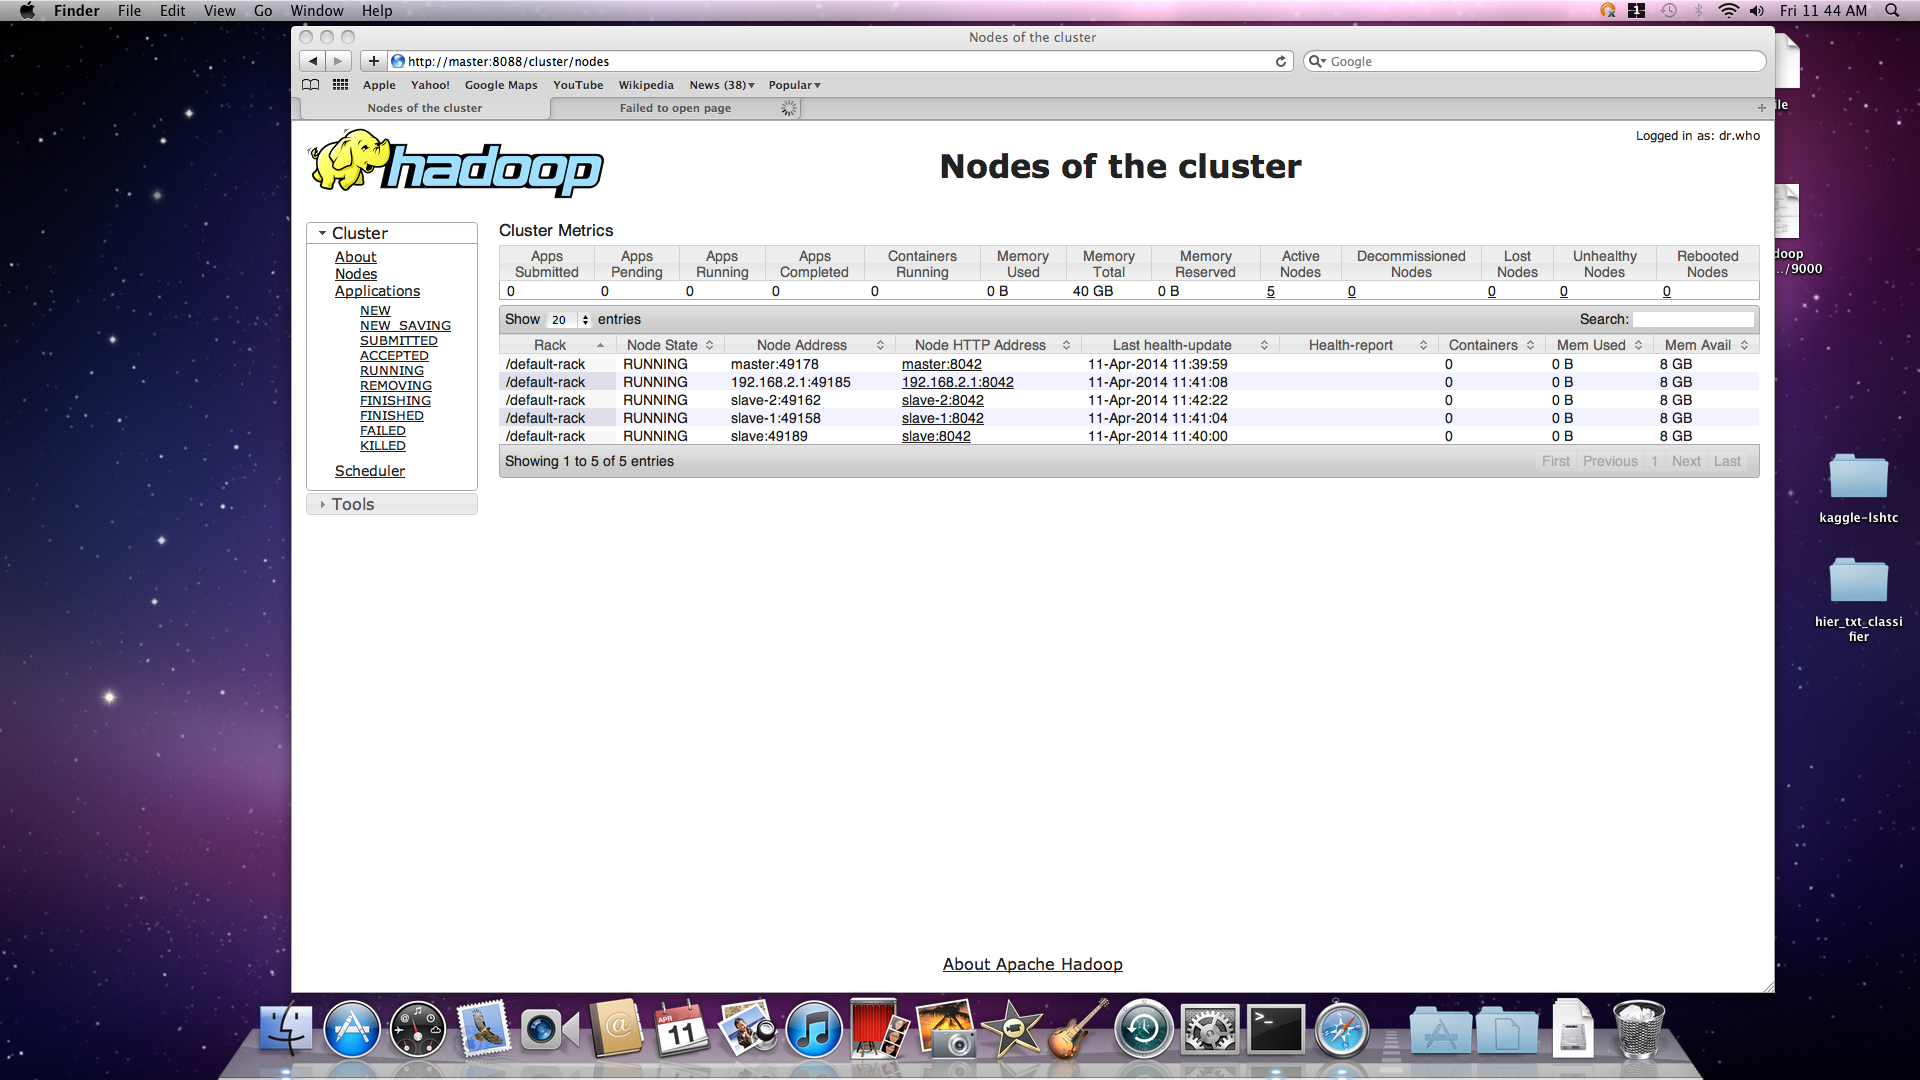 Finder File Edit View Go Window Help
1 Fri 11 44 AM
Nodes of the cluster
http://master:8088/cluster/nodes
Google
Apple Yahoo! Google Maps YouTube Wikipedia News (38) Popular
Nodes of the cluster
Failed to open page
Logged in as: dr.who
hadoop
Nodes of the cluster
Cluster
About
Nodes
Applications
NEW
NEW_SAVING
SUBMITTED
ACCEPTED
RUNNING
REMOVING
FINISHING
FINISHED
FAILED
KILLED
Scheduler
Tools
Cluster Metrics
Apps Submitted Apps Pending Apps Running Apps Completed Containers Running Memory Used Memory Total Memory Reserved Active Nodes Decommissioned Nodes Lost Nodes Unhealthy Nodes Rebooted Nodes
0 0 0 0 0 0 B 40 GB 0 B 5 0 0 0 0
Show 20 entries Search:
Rack Node State Node Address Node HTTP Address Last health-update Health-report Containers Mem Used Mem Avail
/default-rack RUNNING master:49178 master:8042 11-Apr-2014 11:39:59 0 0 B 8 GB
/default-rack RUNNING 192.168.2.1:49185 192.168.2.1:8042 11-Apr-2014 11:41:08 0 0 B 8 GB
/default-rack RUNNING slave-2:49162 slave-2:8042 11-Apr-2014 11:42:22 0 0 B 8 GB
/default-rack RUNNING slave-1:49158 slave-1:8042 11-Apr-2014 11:41:04 0 0 B 8 GB
/default-rack RUNNING slave:49189 slave:8042 11-Apr-2014 11:40:00 0 0 B 8 GB
Showing 1 to 5 of 5 entries First Previous 1 Next Last
About Apache Hadoop
ile
doop
.../9000
kaggle-lshtc
hier_txt_classi
fier
APR
11